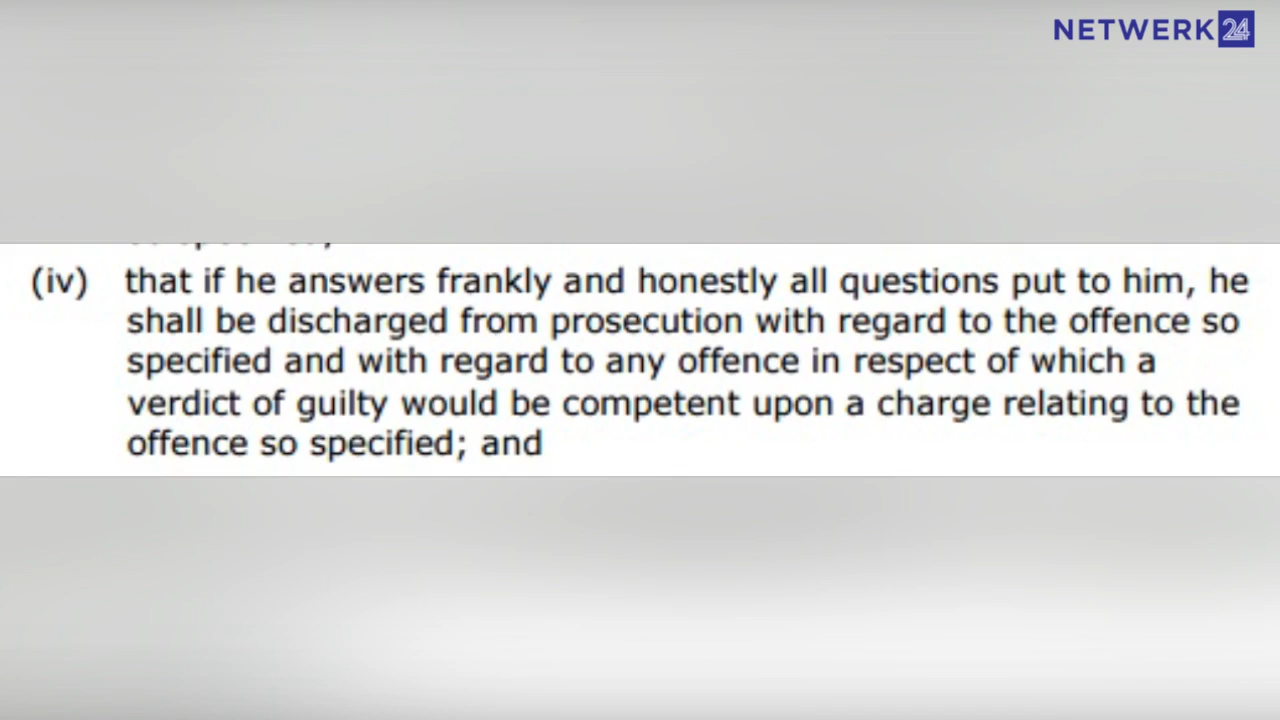 NETWERK24
(iv) that if he answers frankly and honestly all questions put to him, he
shall be discharged from prosecution with regard to the offence so
specified and with regard to any offence in respect of which a
verdict of guilty would be competent upon a charge relating to the
offence so specified; and